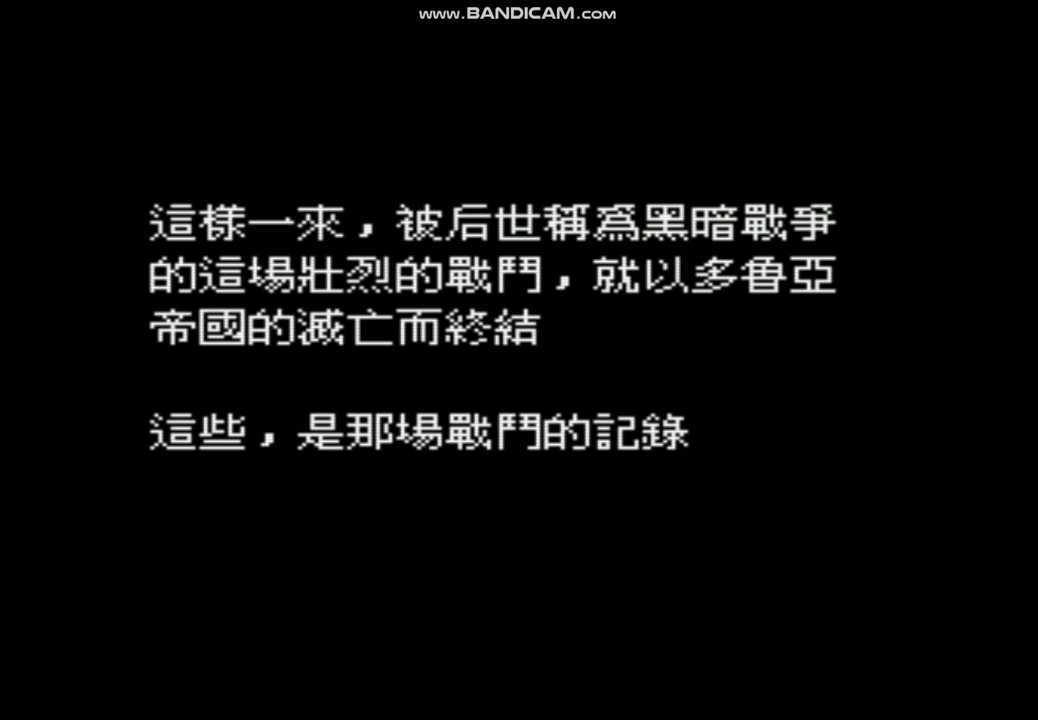 www.BANDICAM.com
這樣一來，被后世稱爲黑暗戰爭
的這場壯烈的戰鬥，就以多魯亞
帝國的滅亡而終結
這些，是那場戰鬥的記錄